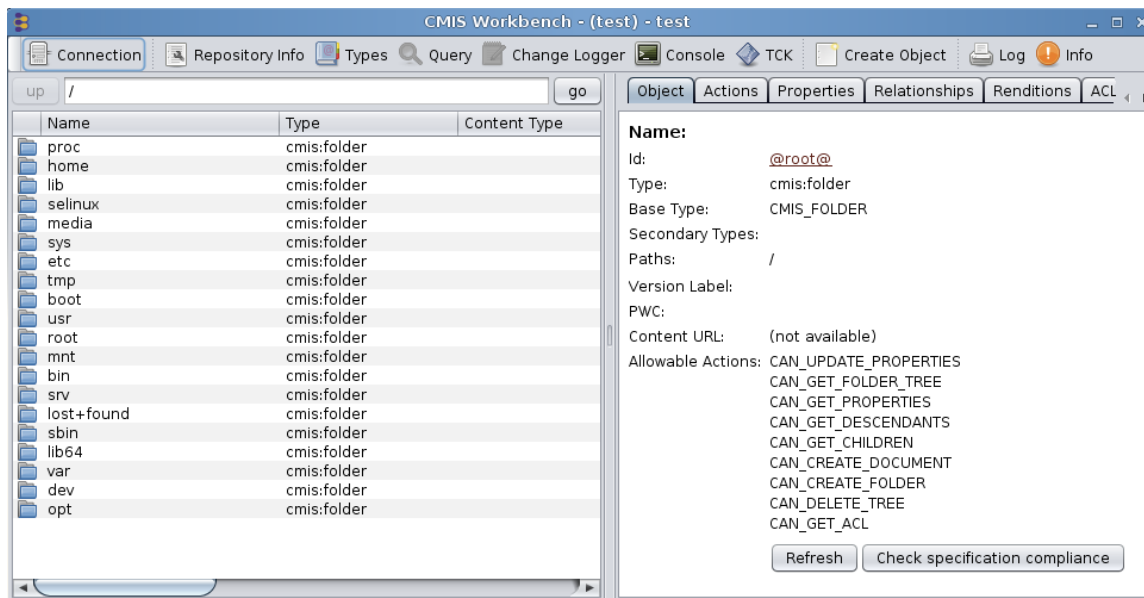 CMIS Workbench - (test) - test
Connection Repository Info Types Query Change Logger Console TCK Create Object Log Info
up / go
Name Type Content Type
proc cmis:folder
home cmis:folder
lib cmis:folder
selinux cmis:folder
media cmis:folder
sys cmis:folder
etc cmis:folder
tmp cmis:folder
boot cmis:folder
usr cmis:folder
root cmis:folder
mnt cmis:folder
bin cmis:folder
srv cmis:folder
lost+found cmis:folder
sbin cmis:folder
lib64 cmis:folder
var cmis:folder
dev cmis:folder
opt cmis:folder
Object Actions Properties Relationships Renditions ACL
Name:
Id: @root@
Type: cmis:folder
Base Type: CMIS_FOLDER
Secondary Types:
Paths: /
Version Label:
PWC:
Content URL: (not available)
Allowable Actions: CAN_UPDATE_PROPERTIES
CAN_GET_FOLDER_TREE
CAN_GET_PROPERTIES
CAN_GET_DESCENDANTS
CAN_GET_CHILDREN
CAN_CREATE_DOCUMENT
CAN_CREATE_FOLDER
CAN_DELETE_TREE
CAN_GET_ACL
Refresh Check specification compliance